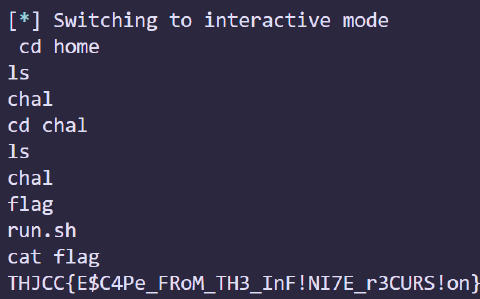 [*] Switching to interactive mode
cd home
ls
chal
cd chal
ls
chal
flag
run.sh
cat flag
THJCC{E$C4Pe_FRoM_TH3_InF!NI7E_r3CURS!on}